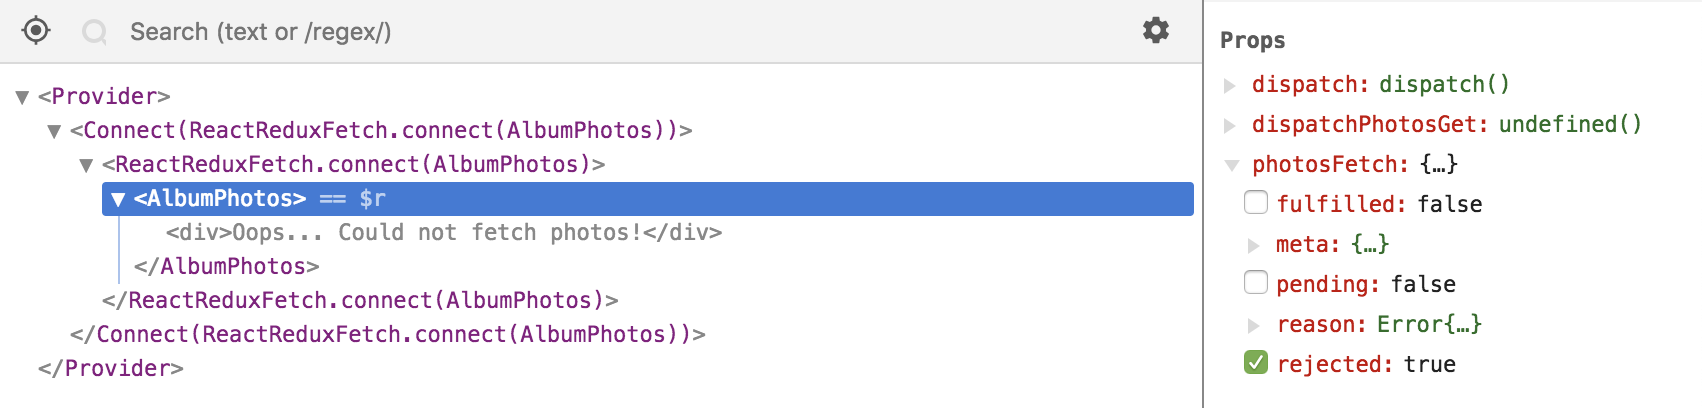 Search (text or /regex/)
▼ <Provider>
▼ <Connect(ReactReduxFetch.connect(AlbumPhotos))>
▼ <ReactReduxFetch.connect(AlbumPhotos)>
▼ <AlbumPhotos> == $r
<div>Oops... Could not fetch photos!</div>
</AlbumPhotos>
</ReactReduxFetch.connect(AlbumPhotos)>
</Connect(ReactReduxFetch.connect(AlbumPhotos))>
</Provider>
Props
dispatch: dispatch()
dispatchPhotosGet: undefined()
photosFetch: {…}
fulfilled: false
meta: {…}
pending: false
reason: Error{…}
rejected: true